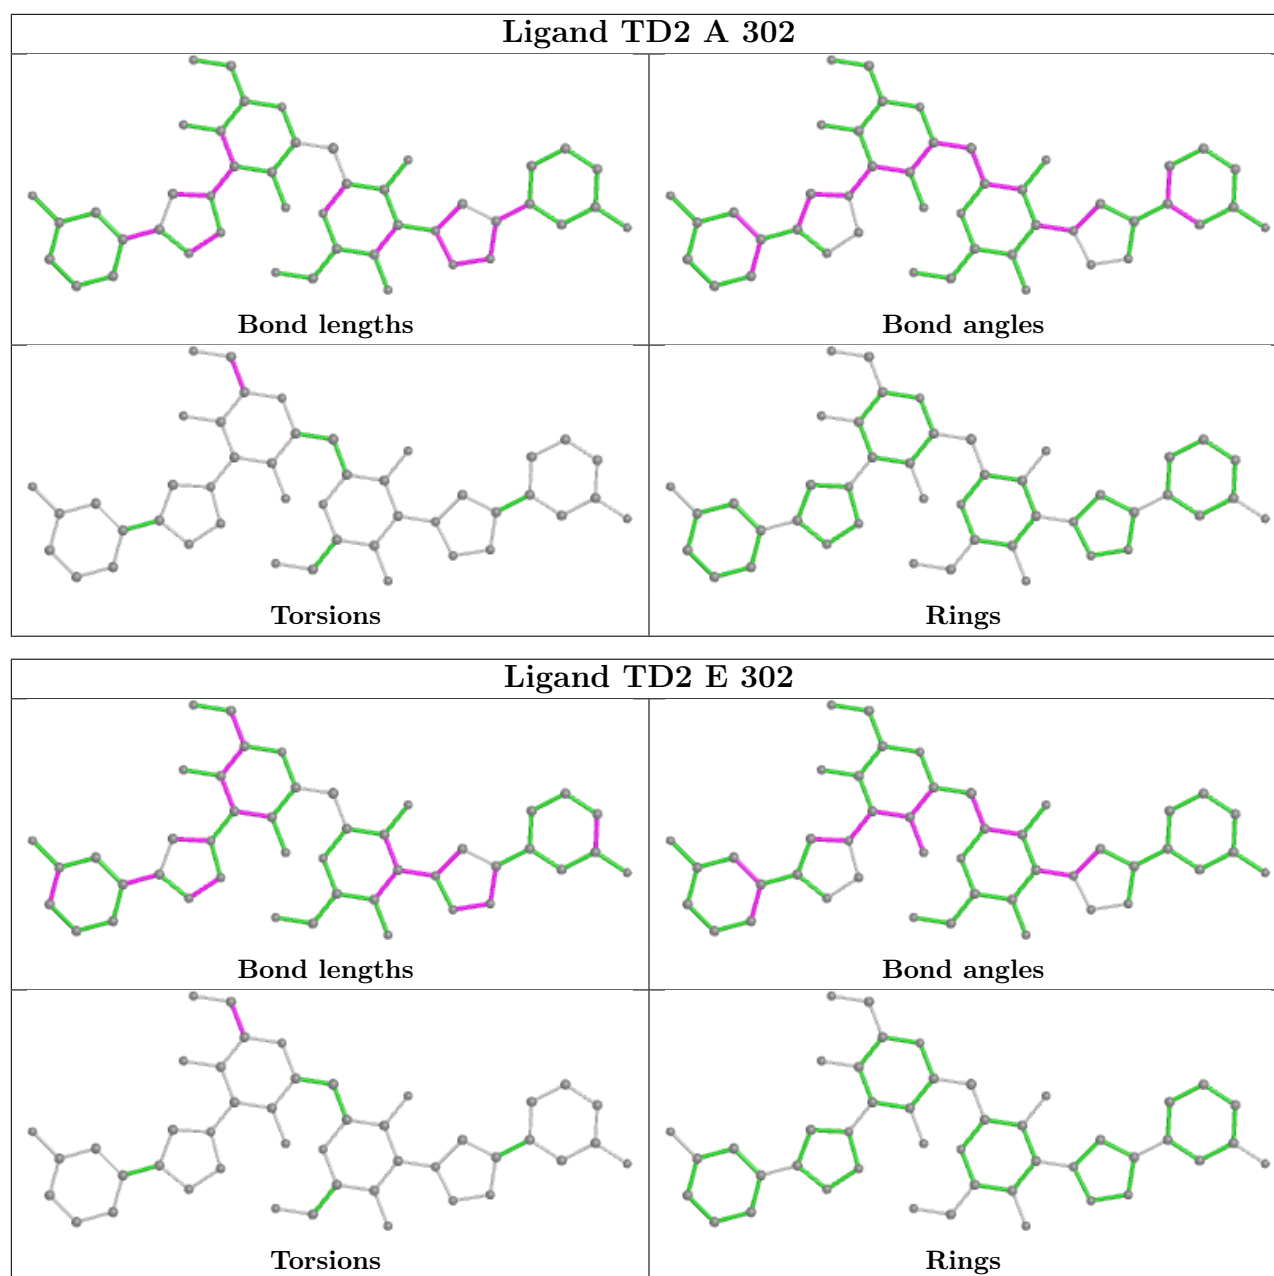 Ligand TD2 A 302
Bond lengths
Bond angles
Torsions
Rings
Ligand TD2 E 302
Bond lengths
Bond angles
Torsions
Rings